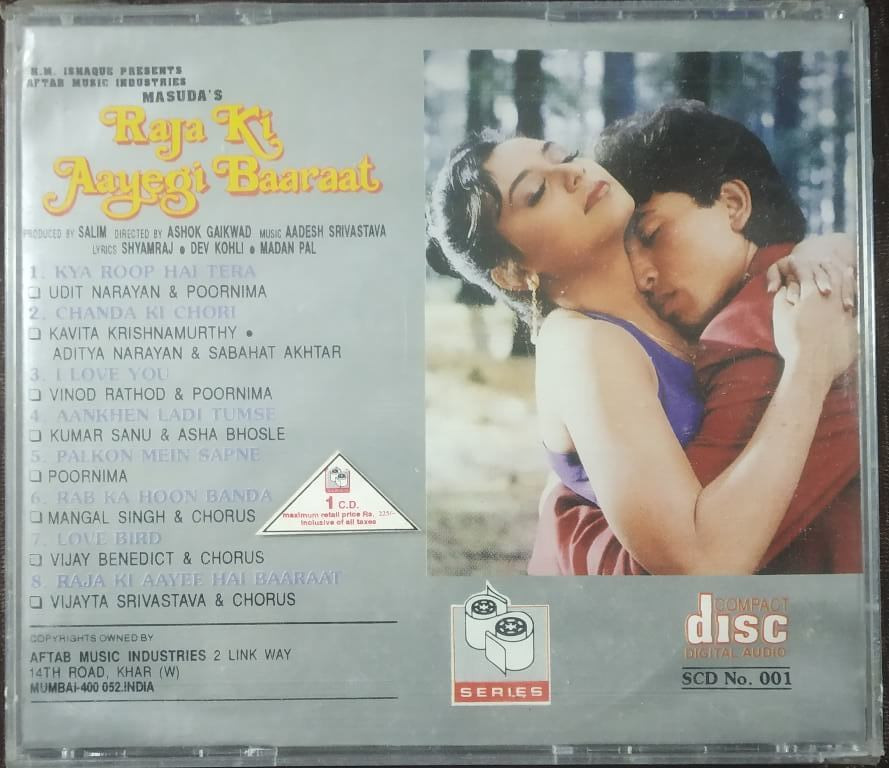 N.M. ISHAQUE PRESENTS
AFTAB MUSIC INDUSTRIES
MASUDA'S
Raja Ki
Aayegi Baaraat
PRODUCED BY SALIM DIRECTED BY ASHOK GAIKWAD MUSIC AADESH SRIVASTAVA
LYRICS SHYAMRAJ • DEV KOHLI • MADAN PAL
1. KYA ROOP HAI TERA
❏ UDIT NARAYAN & POORNIMA
2. CHANDA KI CHORI
❏ KAVITA KRISHNAMURTHY •
ADITYA NARAYAN & SABAHAT AKHTAR
3. I LOVE YOU
❏ VINOD RATHOD & POORNIMA
4. AANKHEN LADI TUMSE
❏ KUMAR SANU & ASHA BHOSLE
5. PALKON MEIN SAPNE
❏ POORNIMA
6. RAB KA HOON BANDA
❏ MANGAL SINGH & CHORUS
7. LOVE BIRD
❏ VIJAY BENEDICT & CHORUS
8. RAJA KI AAYEE HAI BAARAAT
❏ VIJAYTA SRIVASTAVA & CHORUS
1 C.D.
maximum retail price Rs. 225/-
inclusive of all taxes
COPYRIGHTS OWNED BY
AFTAB MUSIC INDUSTRIES 2 LINK WAY
14TH ROAD, KHAR (W)
MUMBAI-400 052.INDIA
SERIES
COMPACT
disc
DIGITAL AUDIO
SCD No. 001